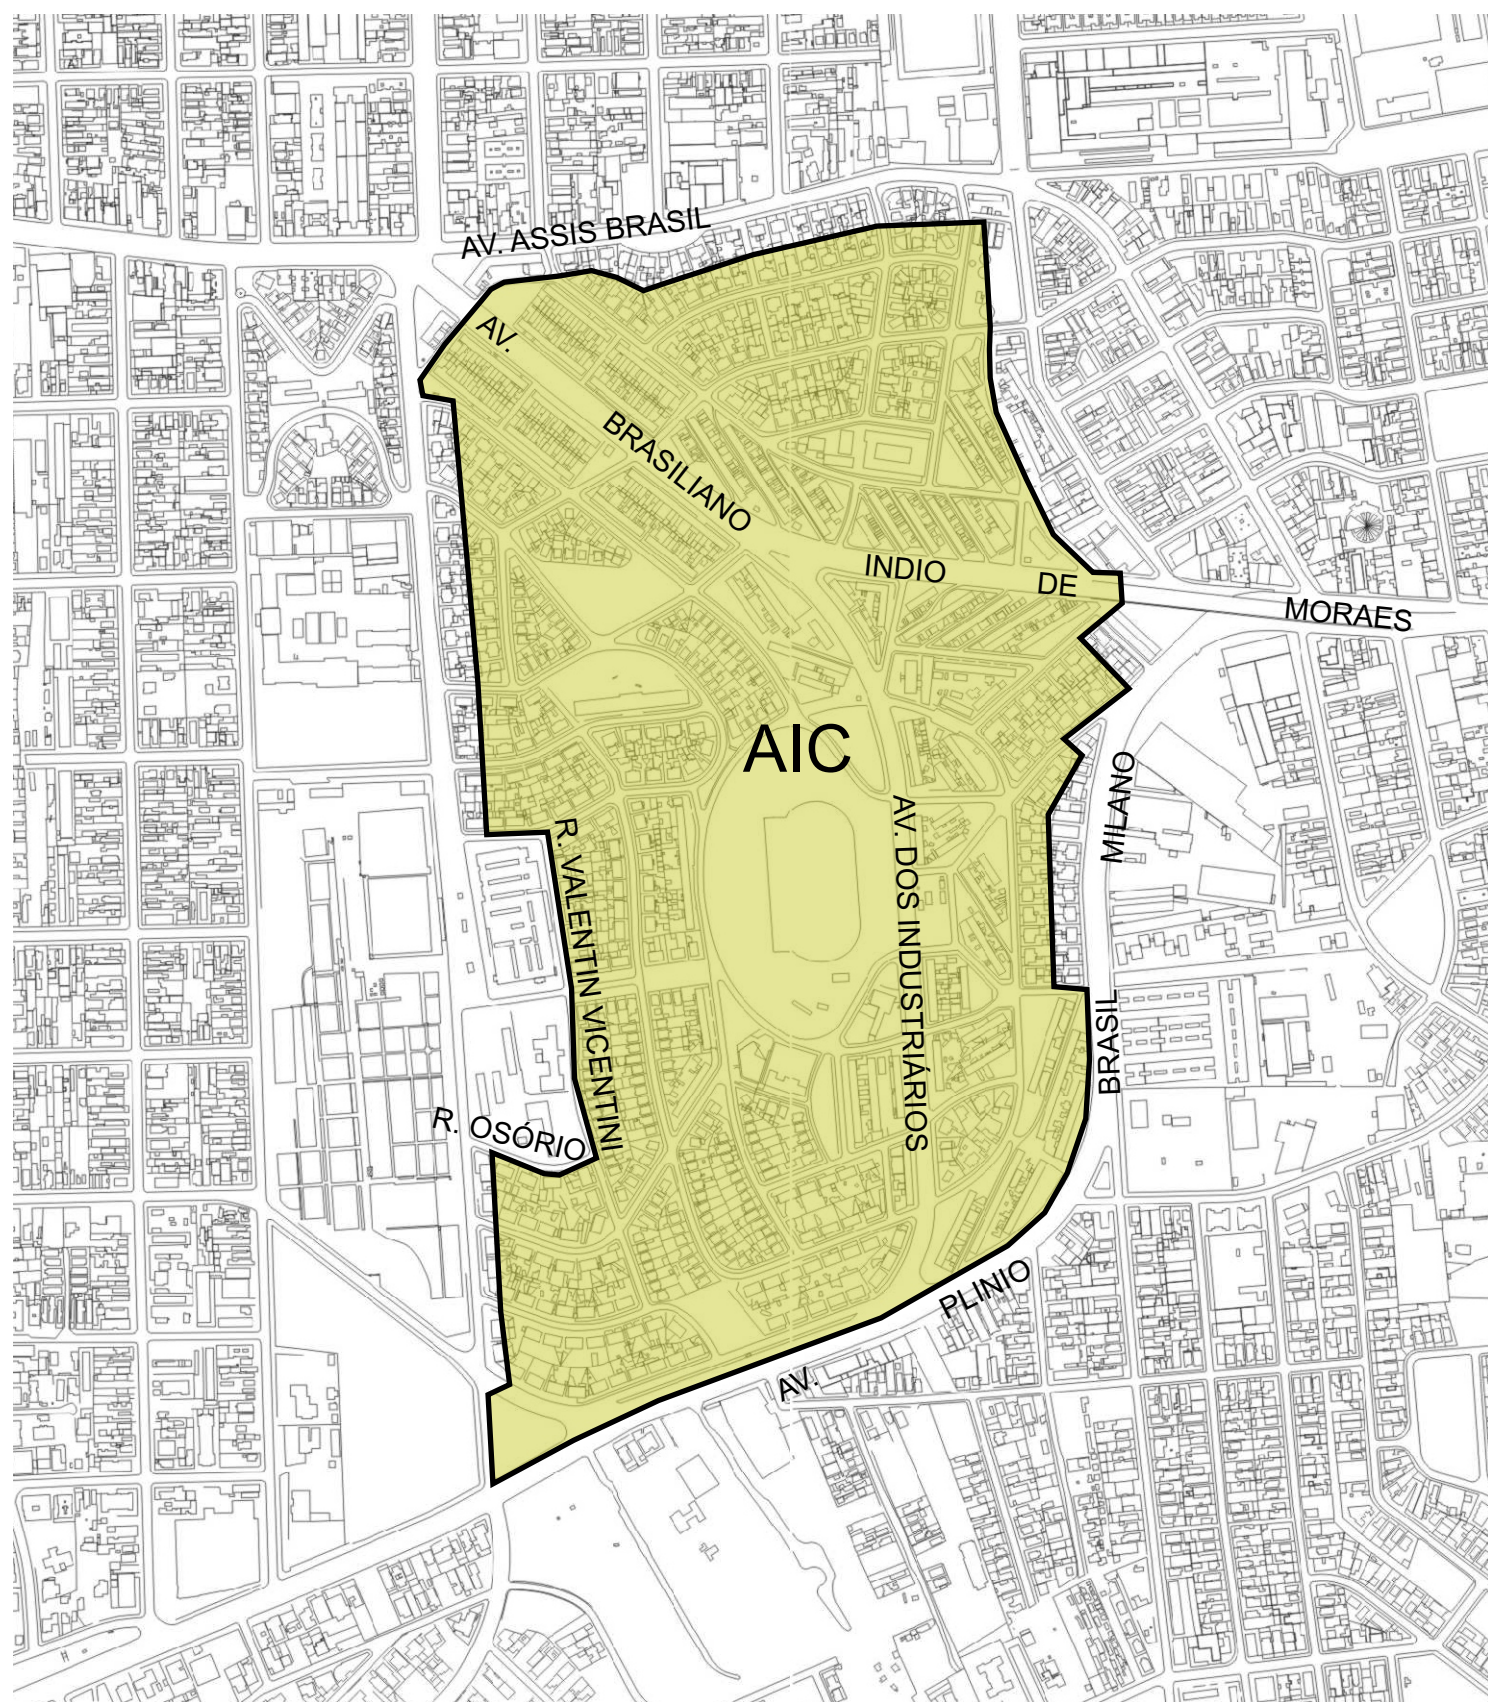 AV. ASSIS BRASIL
AV.
BRASILIANO
INDIO
DE
MORAES
AIC
MILANO
AV. DOS INDUSTRIÁRIOS
R. VALENTIN VICENTINI
BRASIL
R. OSÓRIO
PLINIO
AV.